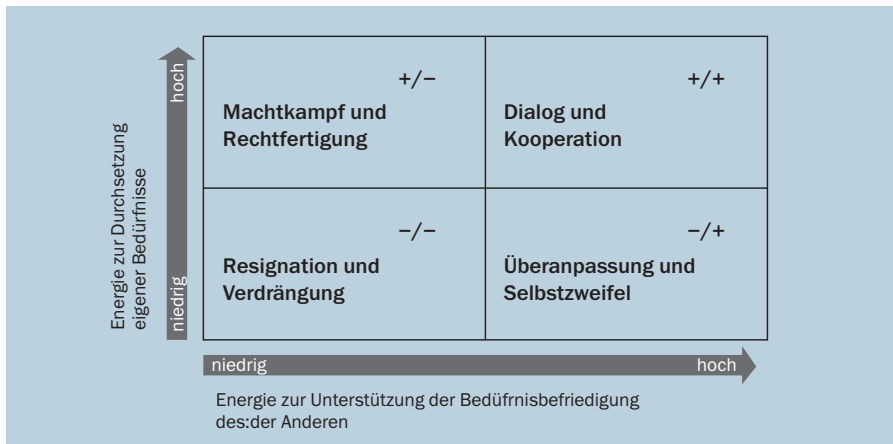 hoch
niedrig
Energie zur Durchsetzung
eigener Bedürfnisse
+/−
Machtkampf und
Rechtfertigung
+/+
Dialog und
Kooperation
−/−
Resignation und
Verdrängung
−/+
Überanpassung und
Selbstzweifel
niedrig
hoch
Energie zur Unterstützung der Bedüfrnisbefriedigung
des:der Anderen